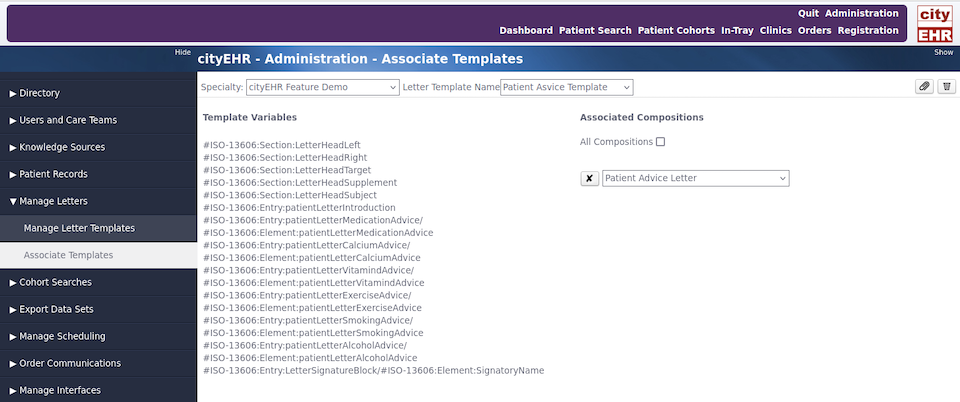 Quit Administration
city
EHR
Dashboard Patient Search Patient Cohorts In-Tray Clinics Orders Registration
Hide
cityEHR - Administration - Associate Templates
Show
▶ Directory
▶ Users and Care Teams
▶ Knowledge Sources
▶ Patient Records
▼ Manage Letters
Manage Letter Templates
Associate Templates
▶ Cohort Searches
▶ Export Data Sets
▶ Manage Scheduling
▶ Order Communications
▶ Manage Interfaces
Specialty: cityEHR Feature Demo Letter Template Name Patient Asvice Template
Template Variables
#ISO-13606:Section:LetterHeadLeft
#ISO-13606:Section:LetterHeadRight
#ISO-13606:Section:LetterHeadTarget
#ISO-13606:Section:LetterHeadSupplement
#ISO-13606:Section:LetterHeadSubject
#ISO-13606:Entry:patientLetterIntroduction
#ISO-13606:Entry:patientLetterMedicationAdvice/
#ISO-13606:Element:patientLetterMedicationAdvice
#ISO-13606:Entry:patientLetterCalciumAdvice/
#ISO-13606:Element:patientLetterCalciumAdvice
#ISO-13606:Entry:patientLetterVitamindAdvice/
#ISO-13606:Element:patientLetterVitamindAdvice
#ISO-13606:Entry:patientLetterExerciseAdvice/
#ISO-13606:Element:patientLetterExerciseAdvice
#ISO-13606:Entry:patientLetterSmokingAdvice/
#ISO-13606:Element:patientLetterSmokingAdvice
#ISO-13606:Entry:patientLetterAlcoholAdvice/
#ISO-13606:Element:patientLetterAlcoholAdvice
#ISO-13606:Entry:LetterSignatureBlock/#ISO-13606:Element:SignatoryName
Associated Compositions
All Compositions
✘ Patient Advice Letter